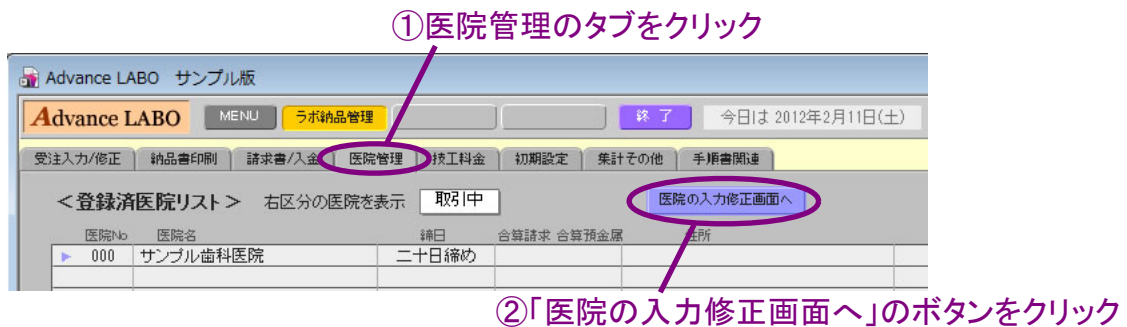 ①医院管理のタブをクリック
Advance LABO サンプル版
Advance LABO MENU ラボ納品管理 終了 今日は 2012年2月11日(土)
受注入力/修正 納品書印刷 請求書/入金 医院管理 技工料金 初期設定 集計その他 手順書関連
＜登録済医院リスト＞ 右区分の医院を表示 取引中 医院の入力修正画面へ
医院No 医院名 締日 合算請求 合算預金属 住所
000 サンプル歯科医院 二十日締め
②「医院の入力修正画面へ」のボタンをクリック